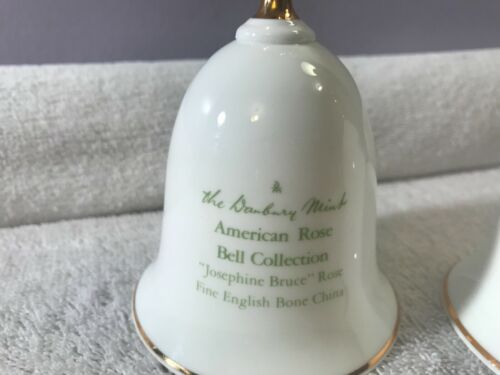 the Danbury Mint
American Rose
Bell Collection
"Josephine Bruce" Rose
Fine English Bone China